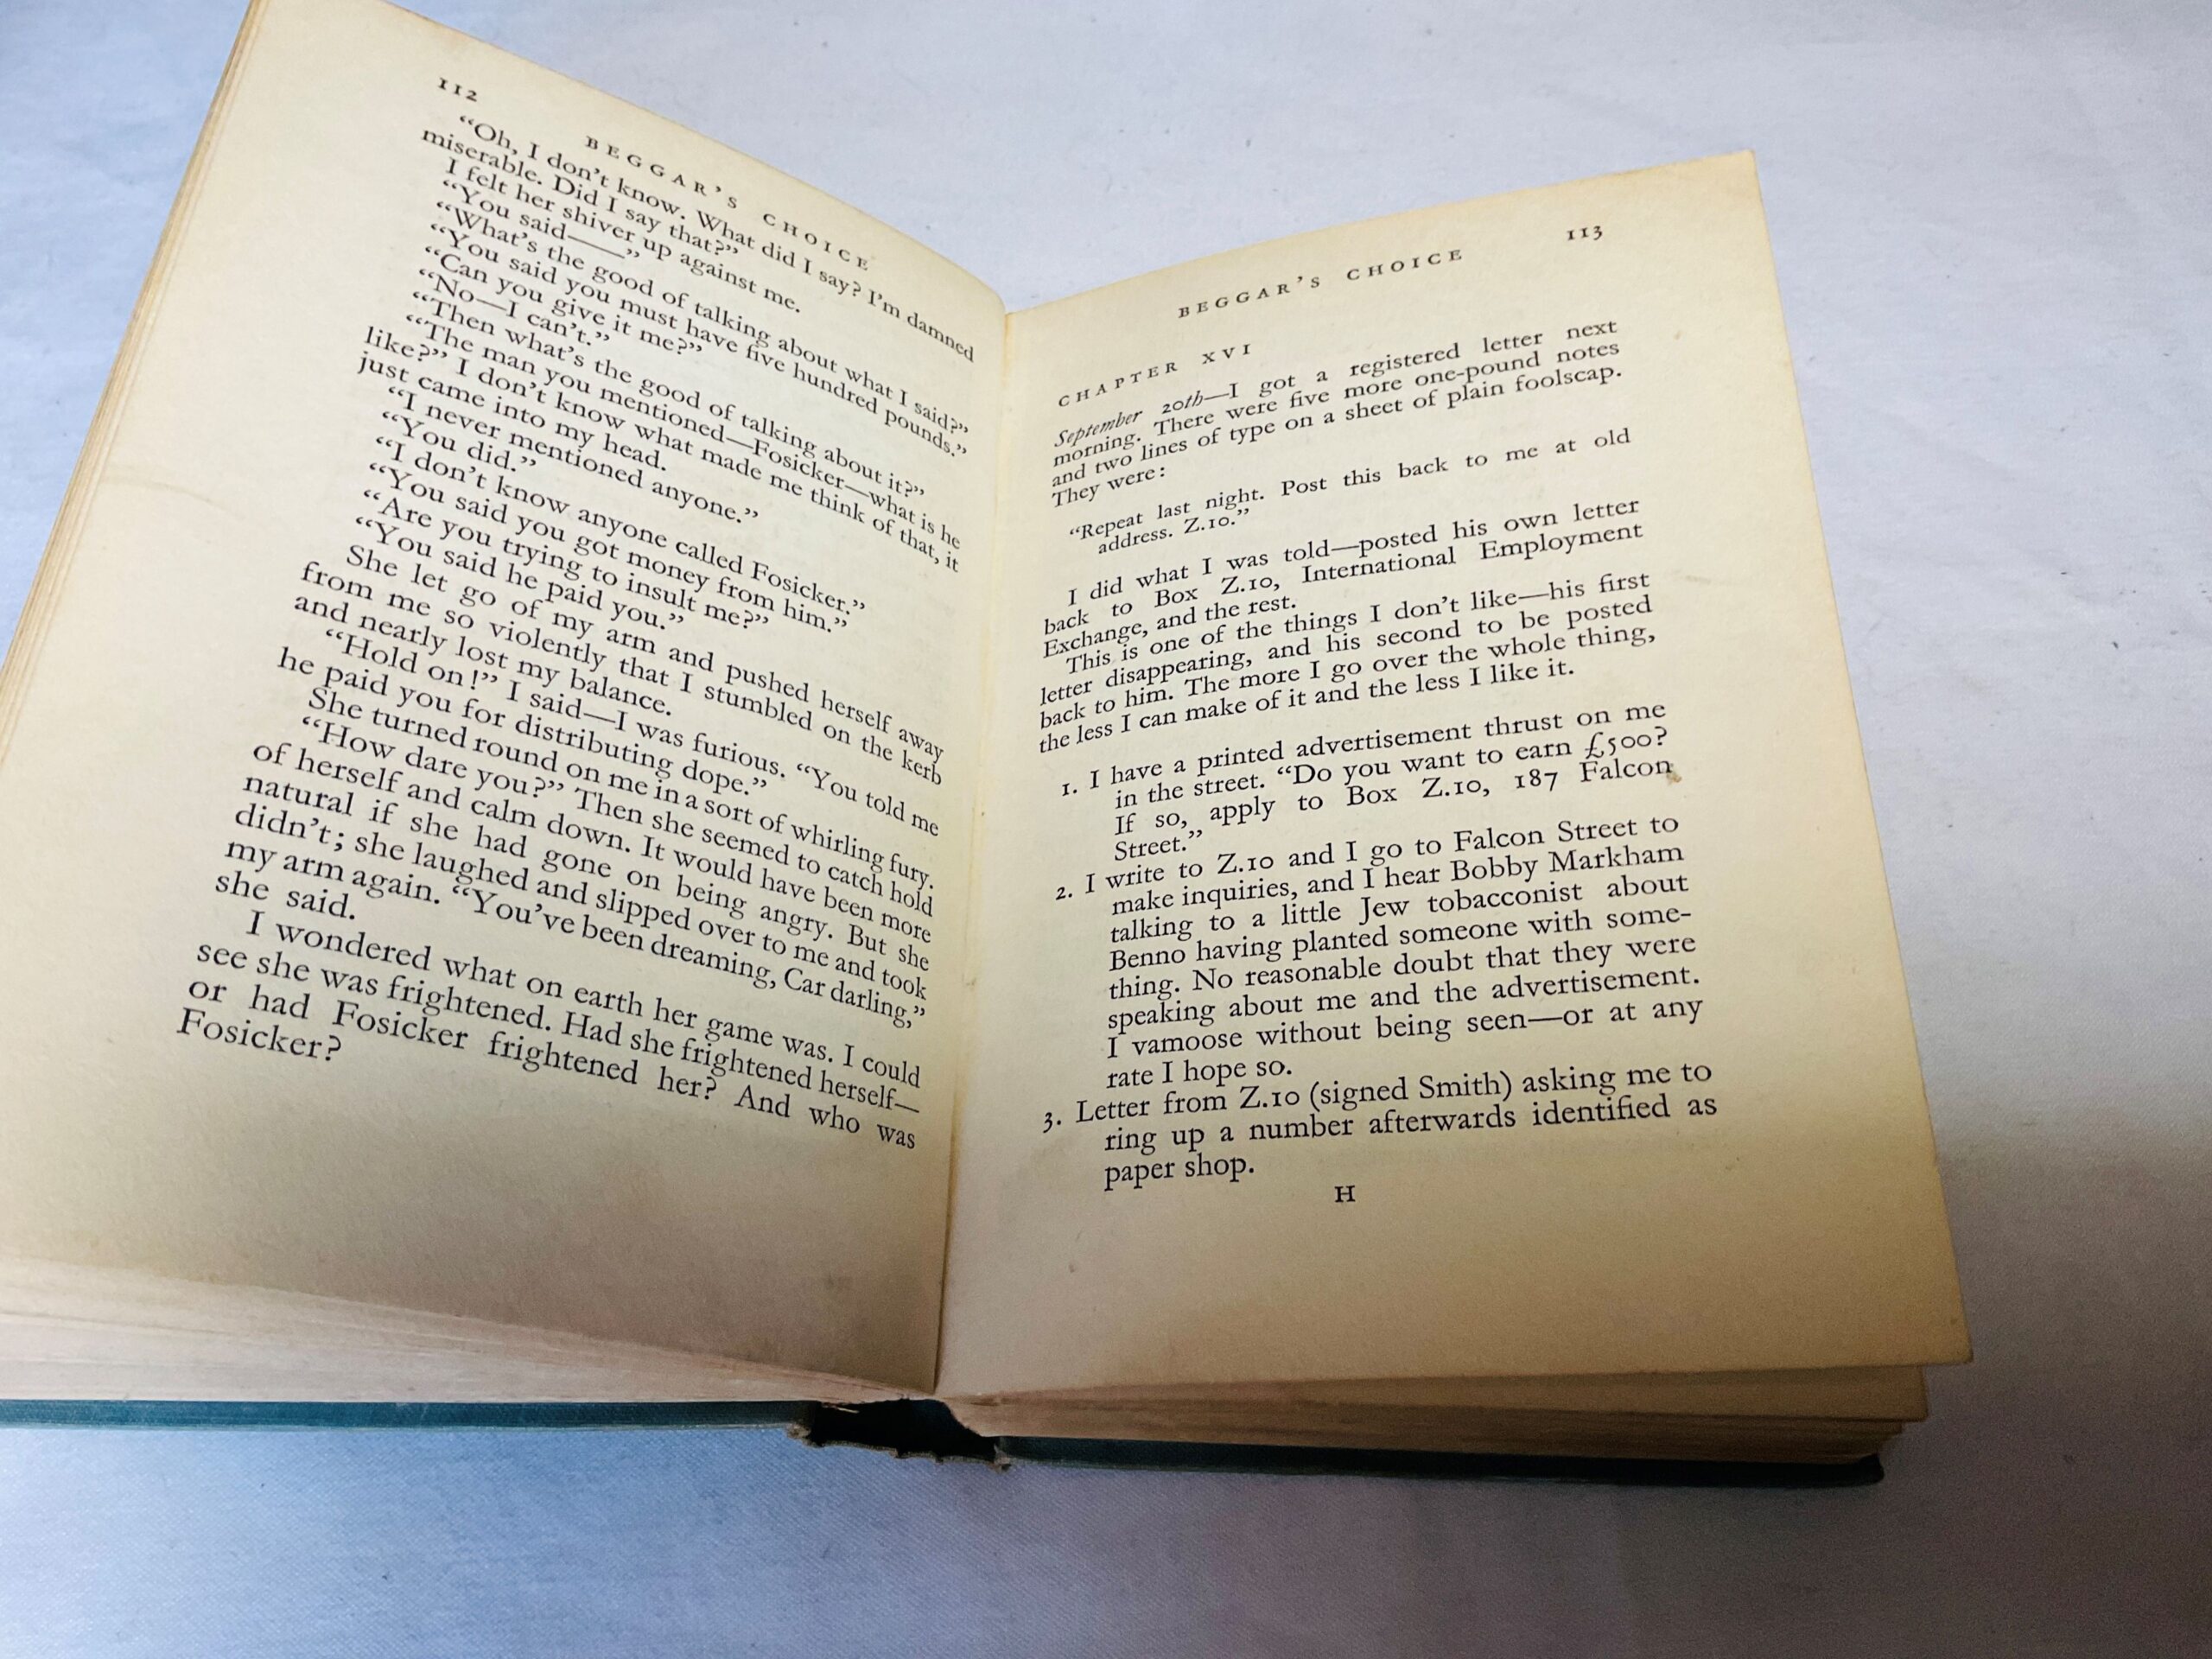 112
BEGGAR'S CHOICE
“Oh, I don't know. What did I say? I'm damned
miserable. Did I say that?”
I felt her shiver up against me.
“You said——”
“What's the good of talking about what I said?”
“You said you must have five hundred pounds.”
“Can you give it me?”
“No—I can't.”
“Then what's the good of talking about it?”
“The man you mentioned—Fosicker—what is he
like?” I don't know what made me think of that, it
just came into my head.
“I never mentioned anyone.”
“You did.”
“I don't know anyone called Fosicker.”
“You said you got money from him.”
“Are you trying to insult me?”
“You said he paid you.”
She let go of my arm and pushed herself away
from me so violently that I stumbled on the kerb
and nearly lost my balance.
“Hold on!” I said—I was furious. “You told me
he paid you for distributing dope.”
She turned round on me in a sort of whirling fury.
“How dare you?” Then she seemed to catch hold
of herself and calm down. It would have been more
natural if she had gone on being angry. But she
didn't; she laughed and slipped over to me and took
my arm again. “You've been dreaming, Car darling,”
she said.
I wondered what on earth her game was. I could
see she was frightened. Had she frightened herself—
or had Fosicker frightened her? And who was
Fosicker?
BEGGAR'S CHOICE
113
CHAPTER XVI
September 20th—I got a registered letter next
morning. There were five more one-pound notes
and two lines of type on a sheet of plain foolscap.
They were:
“Repeat last night. Post this back to me at old
address. Z.10.”
I did what I was told—posted his own letter
back to Box Z.10, International Employment
Exchange, and the rest.
This is one of the things I don't like—his first
letter disappearing, and his second to be posted
back to him. The more I go over the whole thing,
the less I can make of it and the less I like it.
1. I have a printed advertisement thrust on me
in the street. “Do you want to earn £500?
If so, apply to Box Z.10, 187 Falcon
Street.”
2. I write to Z.10 and I go to Falcon Street to
make inquiries, and I hear Bobby Markham
talking to a little Jew tobacconist about
Benno having planted someone with some-
thing. No reasonable doubt that they were
speaking about me and the advertisement.
I vamoose without being seen—or at any
rate I hope so.
3. Letter from Z.10 (signed Smith) asking me to
ring up a number afterwards identified as
paper shop.
H